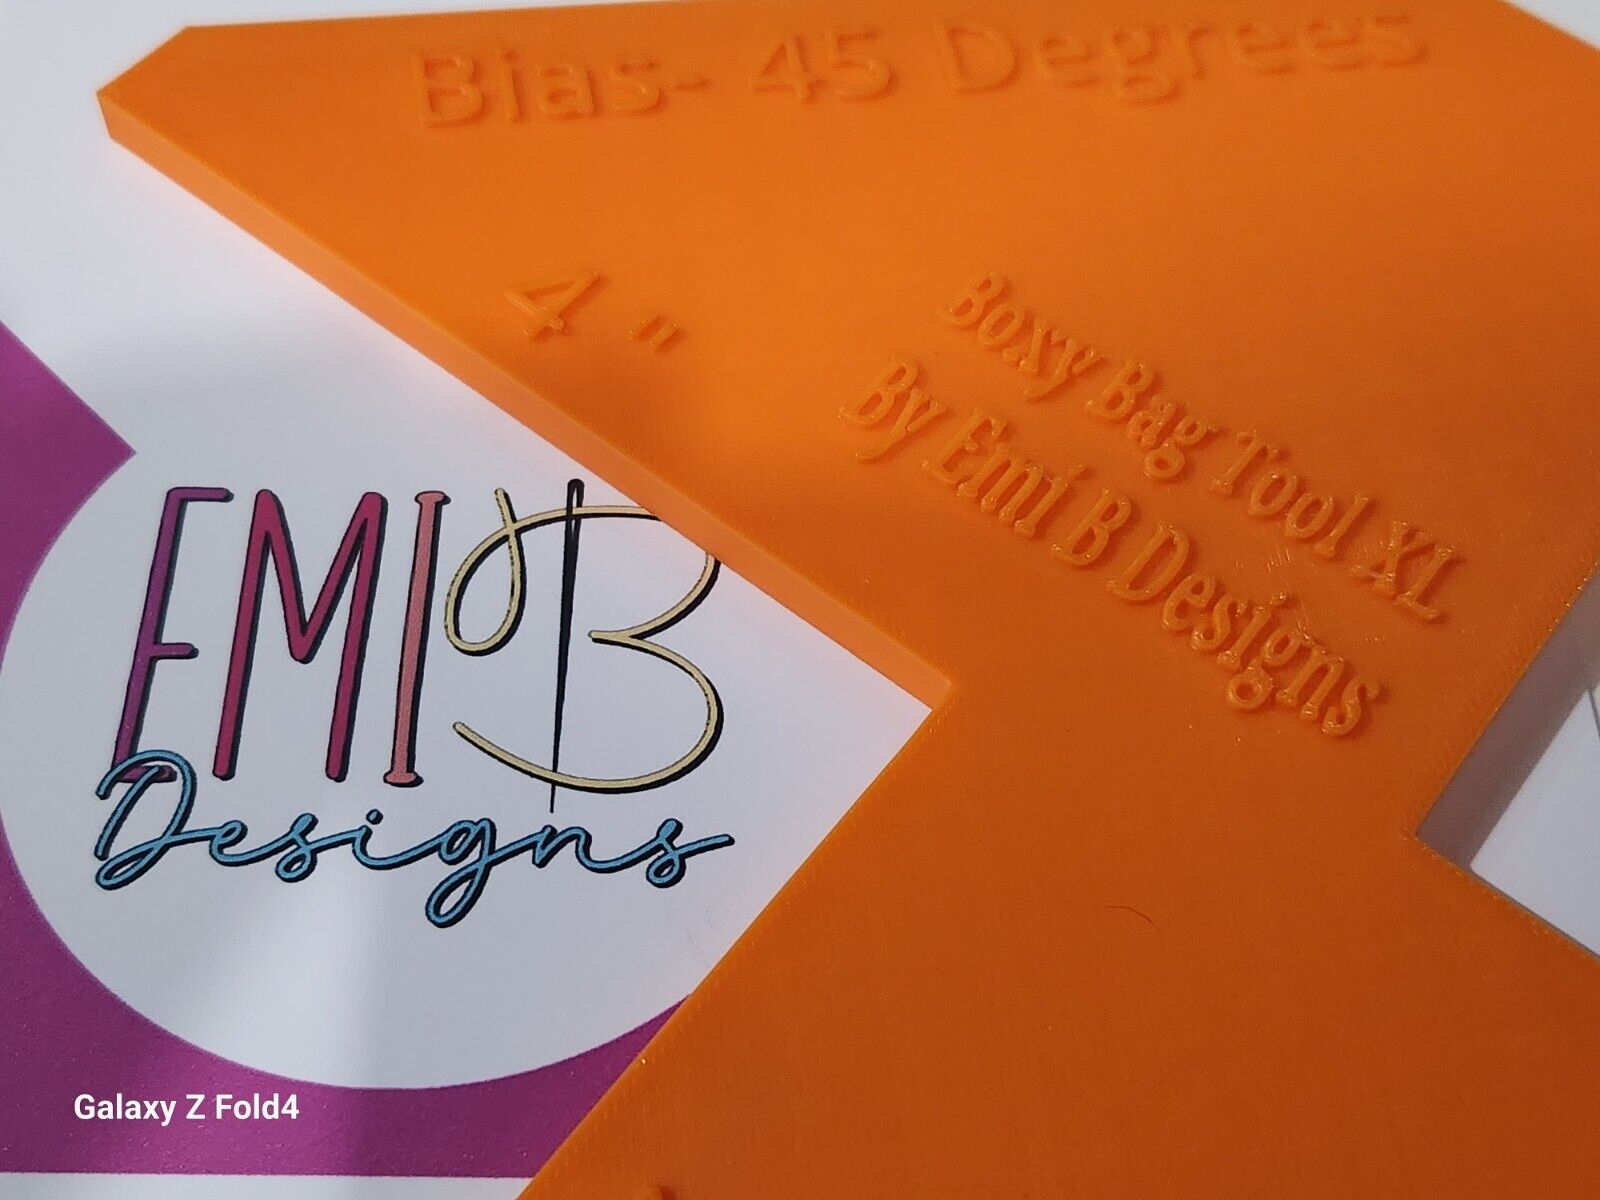 Bias- 45 Degrees
4 "
Boxy Bag Tool XL
By Emi B Designs
EMI B
Designs
Galaxy Z Fold4